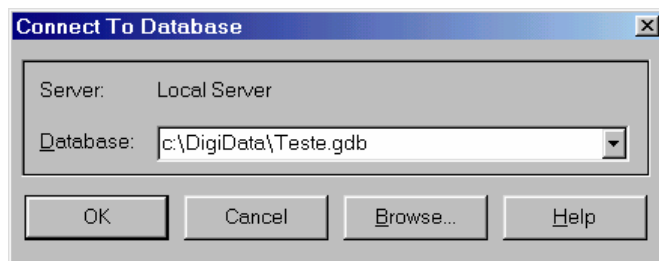 Connect To Database
Server: Local Server
Database: c:\DigiData\Teste.gdb
OK Cancel Browse... Help